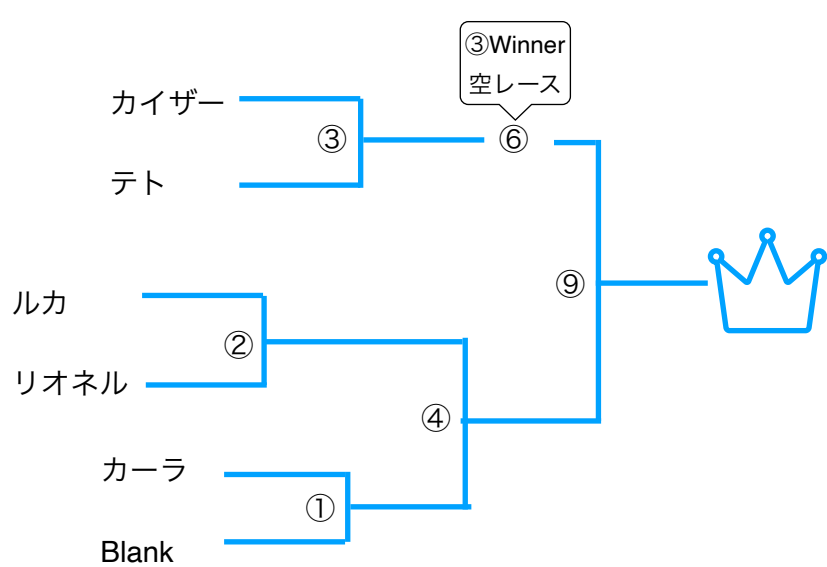 ③Winner
空レース
カイザー
③
⑥
テト
⑨
ルカ
②
リオネル
④
カーラ
①
Blank